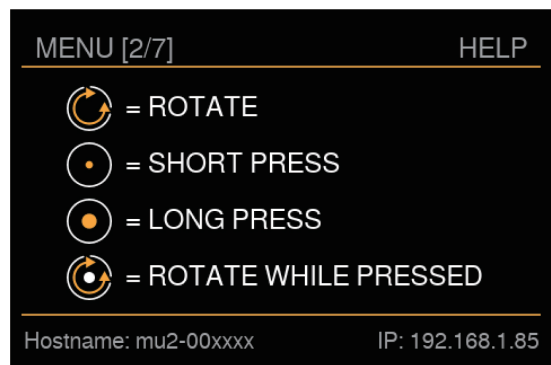 MENU [2/7] HELP
= ROTATE
= SHORT PRESS
= LONG PRESS
= ROTATE WHILE PRESSED
Hostname: mu2-00xxxx IP: 192.168.1.85